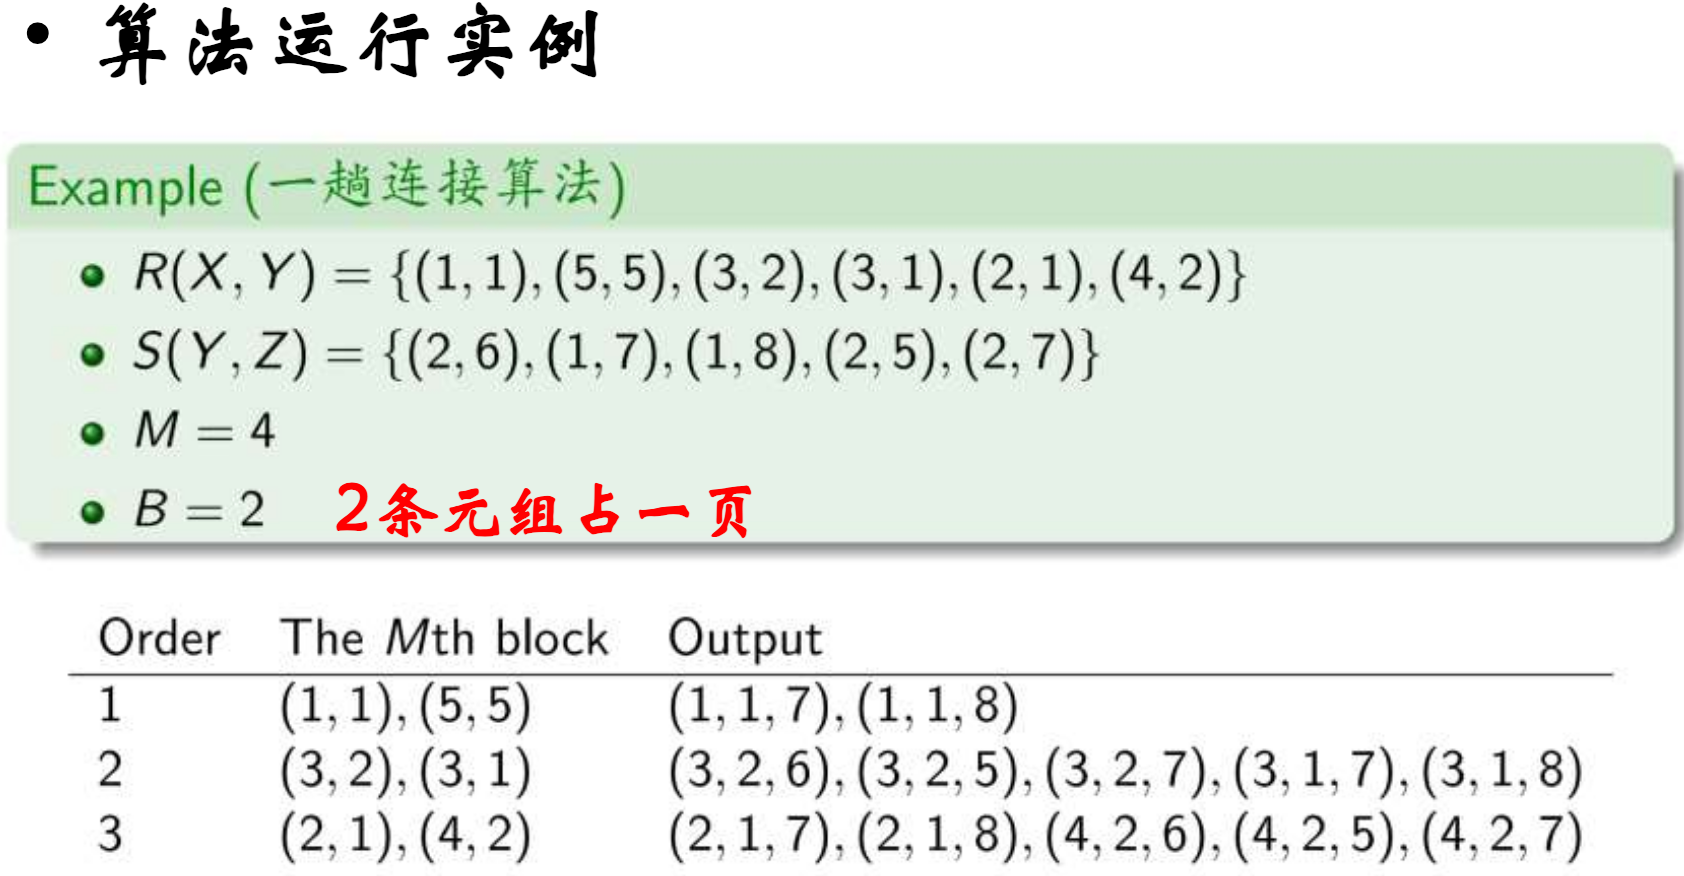 • 算法运行实例
Example (一趟连接算法)
R(X, Y) = {(1, 1), (5, 5), (3, 2), (3, 1), (2, 1), (4, 2)}
S(Y, Z) = {(2, 6), (1, 7), (1, 8), (2, 5), (2, 7)}
M = 4
B = 2 2条元组占一页
Order The Mth block Output
1 (1, 1), (5, 5) (1, 1, 7), (1, 1, 8)
2 (3, 2), (3, 1) (3, 2, 6), (3, 2, 5), (3, 2, 7), (3, 1, 7), (3, 1, 8)
3 (2, 1), (4, 2) (2, 1, 7), (2, 1, 8), (4, 2, 6), (4, 2, 5), (4, 2, 7)